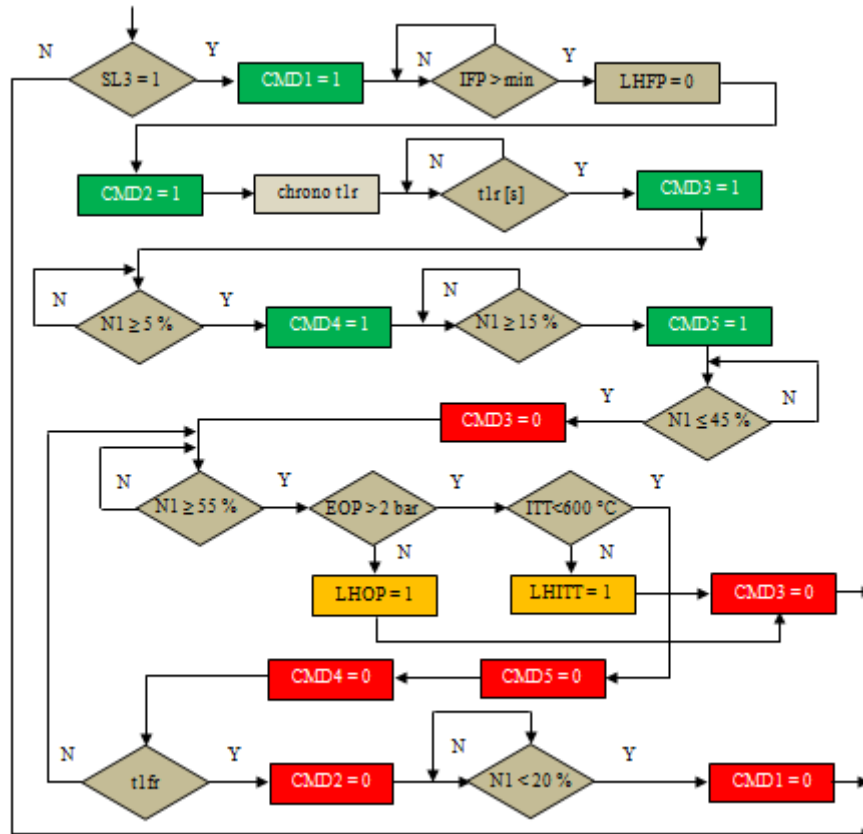 N
Y
SL3 = 1
CMD1 = 1
N
IFP > min
Y
LHFP = 0
CMD2 = 1
chrono t1r
N
t1r [s]
Y
CMD3 = 1
N
N1 ≥ 5 %
Y
CMD4 = 1
N
N1 ≥ 15 %
CMD5 = 1
N1 ≤ 45 %
N
Y
CMD3 = 0
N
N1 ≥ 55 %
Y
EOP > 2 bar
Y
ITT<600 °C
Y
N
N
LHOP = 1
LHITT = 1
CMD3 = 0
CMD5 = 0
CMD4 = 0
N
t1fr
Y
CMD2 = 0
N
N1 < 20 %
Y
CMD1 = 0